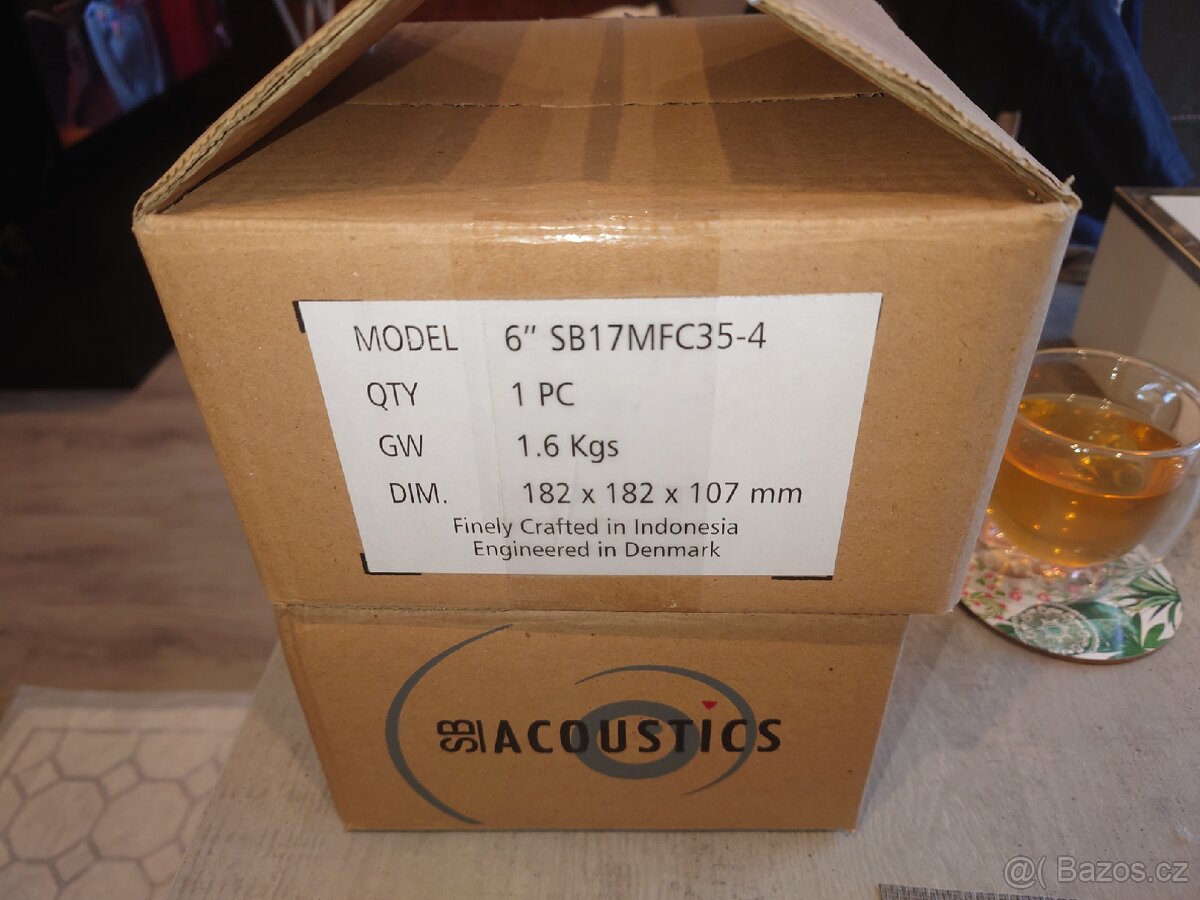 MODEL 6" SB17MFC35-4
QTY 1 PC
GW 1.6 Kgs
DIM. 182 x 182 x 107 mm
Finely Crafted in Indonesia
Engineered in Denmark
SB ACOUSTICS
@( Bazos.cz